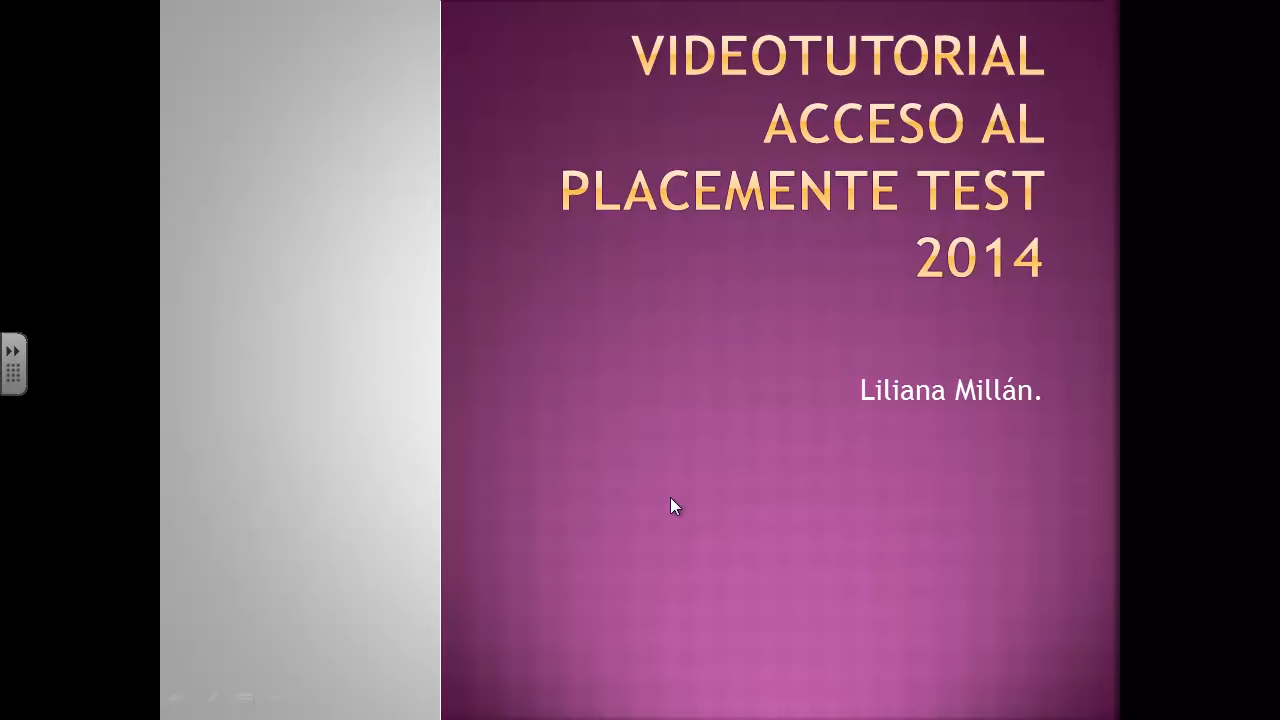 VIDEOTUTORIAL
ACCESO AL
PLACEMENTE TEST
2014
Liliana Millán.